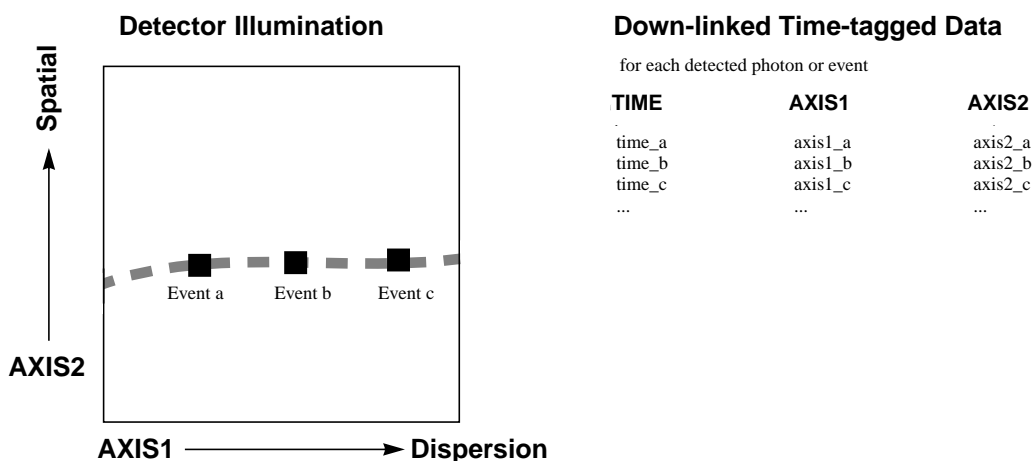 Detector Illumination
Spatial
AXIS2
Event a Event b Event c
AXIS1 Dispersion
Down-linked Time-tagged Data
for each detected photon or event
TIME AXIS1 AXIS2
time_a axis1_a axis2_a
time_b axis1_b axis2_b
time_c axis1_c axis2_c
... ... ...